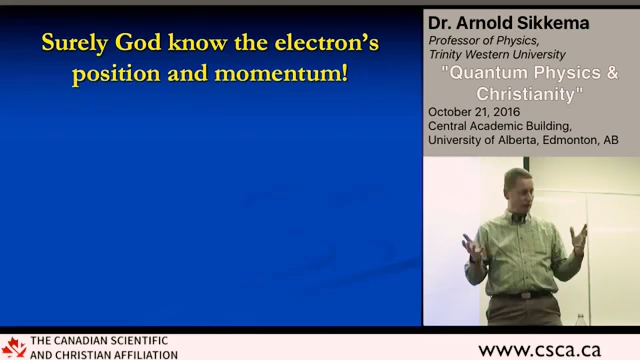 Surely God know the electron's
position and momentum!
Dr. Arnold Sikkema
Professor of Physics,
Trinity Western University
"Quantum Physics &
Christianity"
October 21, 2016
Central Academic Building,
University of Alberta, Edmonton, AB
THE CANADIAN SCIENTIFIC
AND CHRISTIAN AFFILIATION
www.csca.ca